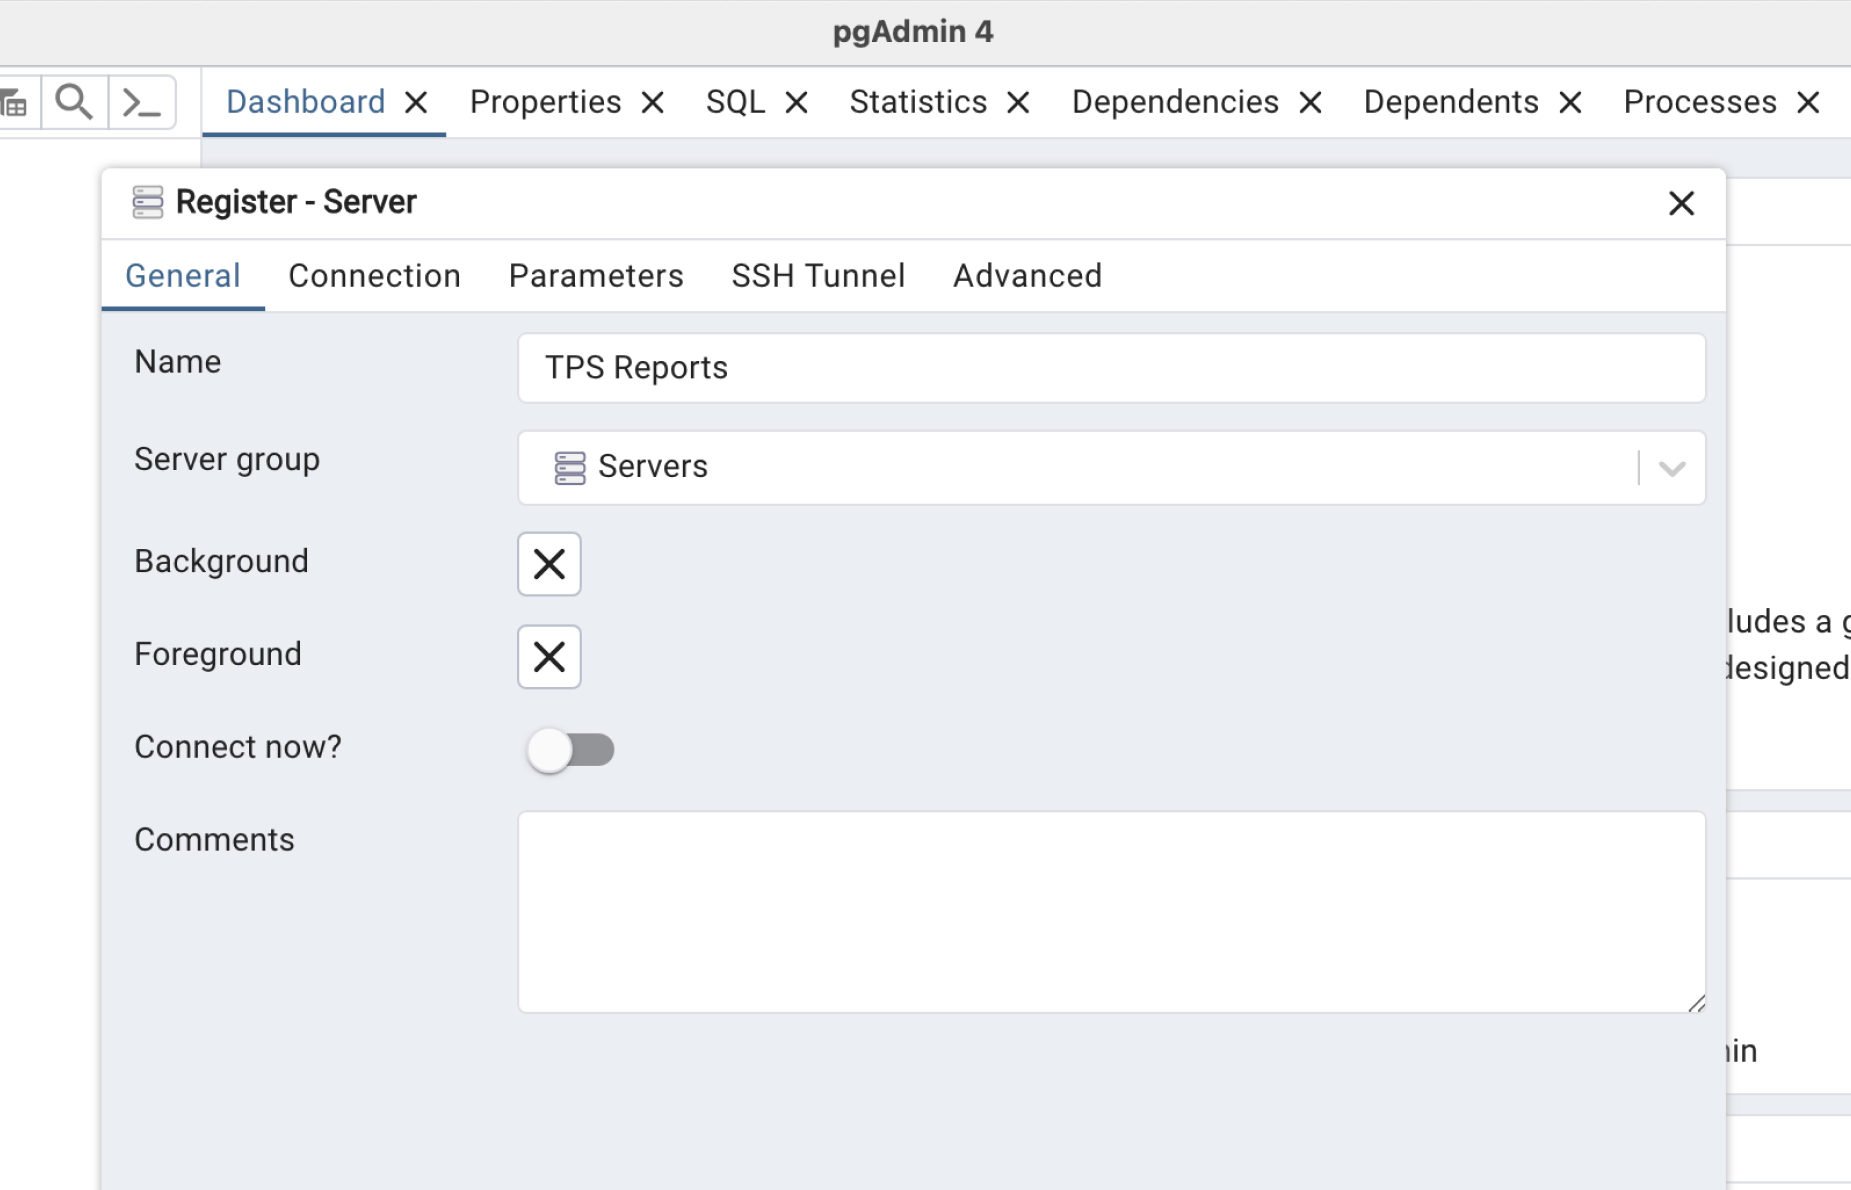 pgAdmin 4
Dashboard Properties SQL Statistics Dependencies Dependents Processes
Register - Server
General Connection Parameters SSH Tunnel Advanced
Name TPS Reports
Server group Servers
Background
Foreground
ludes a
designed
Connect now?
Comments
in